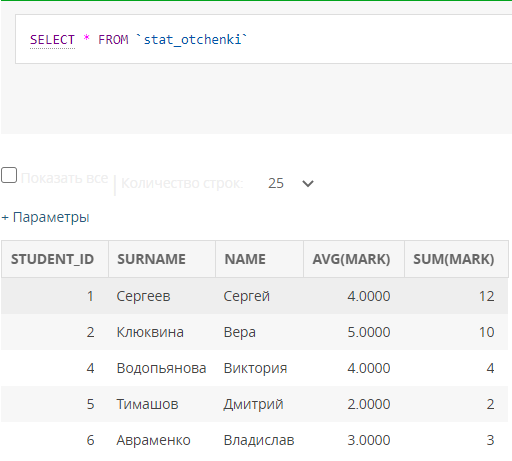 SELECT * FROM `stat_otchenki`
Показать все | Количество строк: 25
+ Параметры
STUDENT_ID SURNAME NAME AVG(MARK) SUM(MARK)
1 Сергеев Сергей 4.0000 12
2 Клюквина Вера 5.0000 10
4 Водопьянова Виктория 4.0000 4
5 Тимашов Дмитрий 2.0000 2
6 Авраменко Владислав 3.0000 3